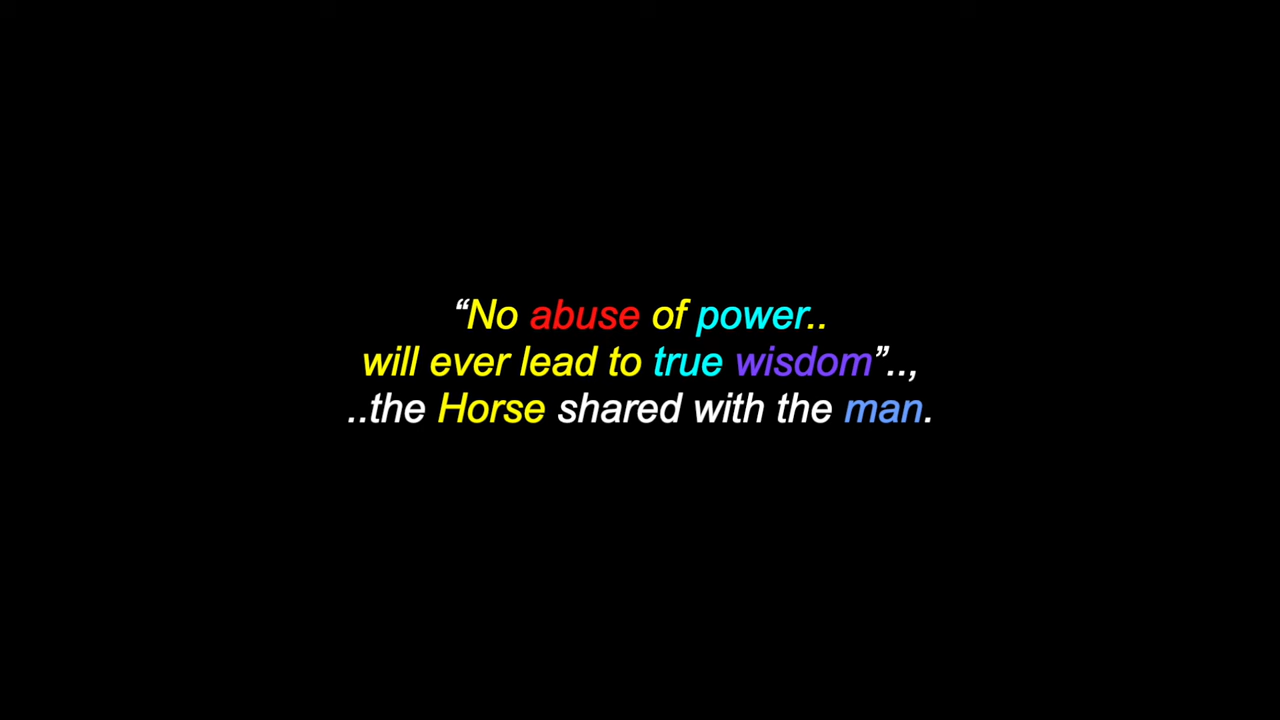 “No abuse of power..
will ever lead to true wisdom”..,
..the Horse shared with the man.